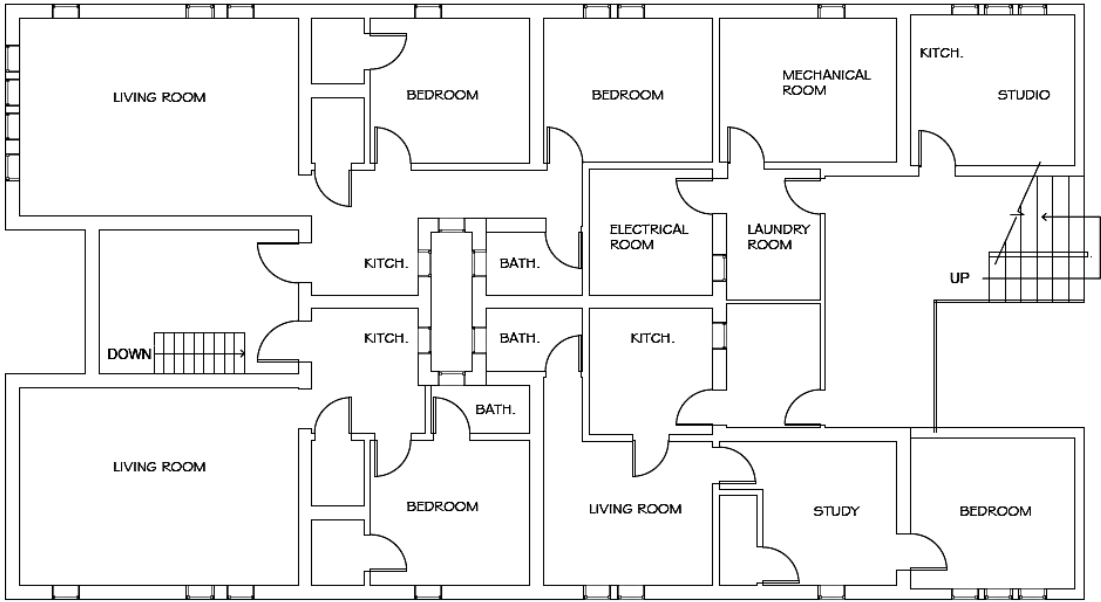 KITCH.
MECHANICAL
ROOM
LIVING ROOM
BEDROOM
BEDROOM
STUDIO
ELECTRICAL
ROOM
LAUNDRY
ROOM
KITCH.
BATH.
UP
KITCH.
BATH.
KITCH.
DOWN
BATH.
LIVING ROOM
BEDROOM
LIVING ROOM
STUDY
BEDROOM